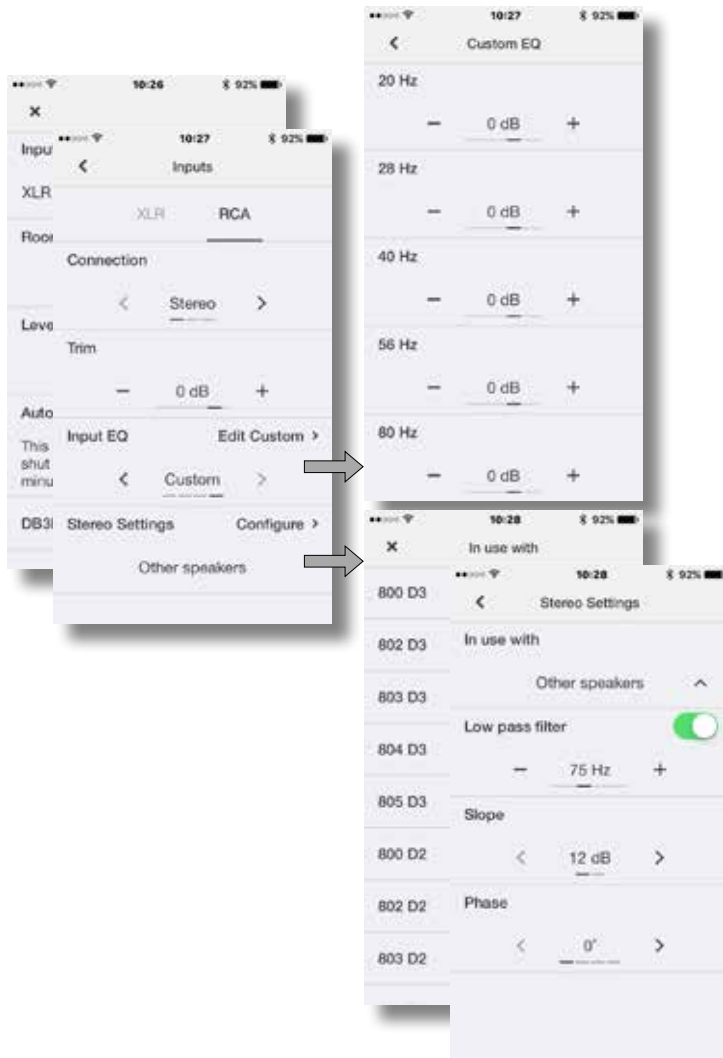 10:26
92%
×
Inpu
XLR
Roor
Leve
Auto
This
shut
minu
DB3
10:27
92%
Inputs
XLR RCA
Connection
< Stereo >
Trim
− 0 dB +
Input EQ Edit Custom >
< Custom >
Stereo Settings Configure >
Other speakers
10:27
92%
< Custom EQ
20 Hz
− 0 dB +
28 Hz
− 0 dB +
40 Hz
− 0 dB +
56 Hz
− 0 dB +
80 Hz
− 0 dB +
10:28
92%
× In use with
800 D3
802 D3
803 D3
804 D3
805 D3
800 D2
802 D2
803 D2
10:28
92%
< Stereo Settings
In use with
Other speakers
Low pass filter
− 75 Hz +
Slope
< 12 dB >
Phase
< 0° >